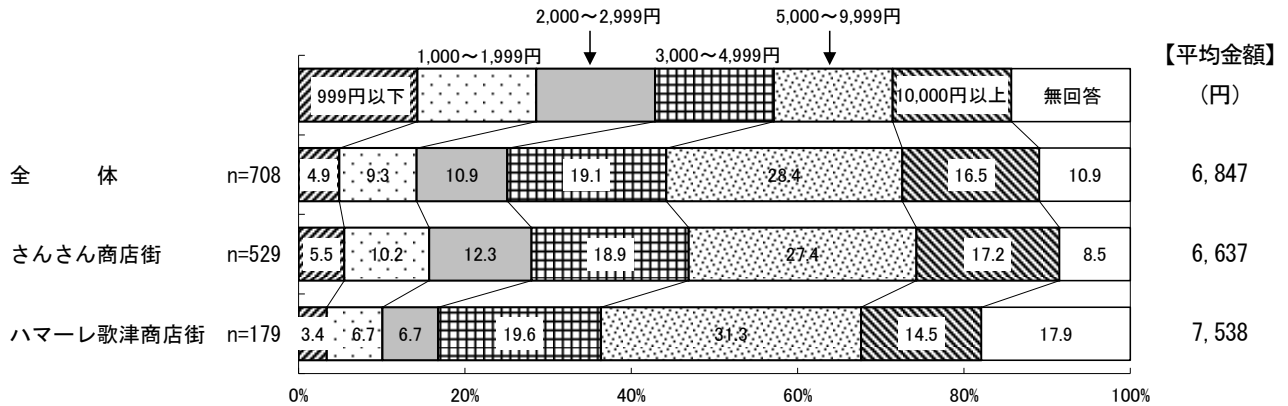 2,000～2,999円 5,000～9,999円
1,000～1,999円 3,000～4,999円 【平均金額】
999円以下 10,000円以上 無回答 （円）
全 体 n=708 4.9 9.3 10.9 19.1 28.4 16.5 10.9 6,847
さんさん商店街 n=529 5.5 10.2 12.3 18.9 27.4 17.2 8.5 6,637
ハマーレ歌津商店街 n=179 3.4 6.7 6.7 19.6 31.3 14.5 17.9 7,538
0% 20% 40% 60% 80% 100%